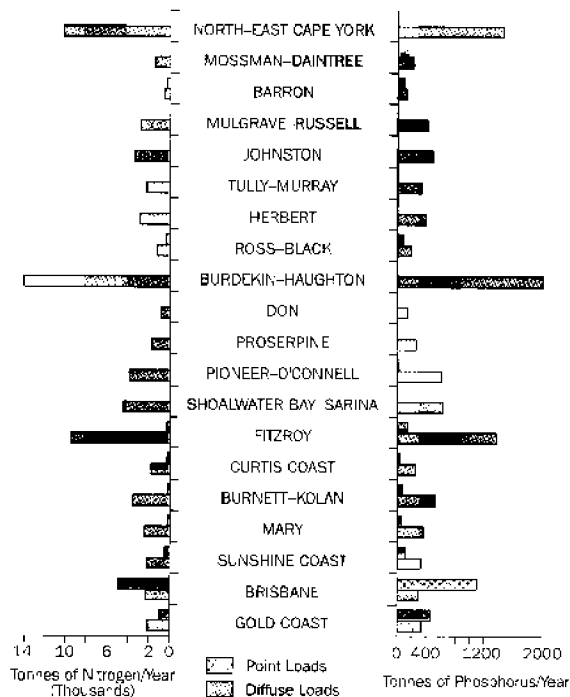 NORTH-EAST CAPE YORK
MOSSMAN-DAINTREE
BARRON
MULGRAVE RUSSELL
JOHNSTON
TULLY-MURRAY
HERBERT
ROSS-BLACK
BURDEKIN-HAUGHTON
DON
PROSERPINE
PIONEER-O'CONNELL
SHOALWATER BAY SARINA
FITZROY
CURTIS COAST
BURNETT-KOLAN
MARY
SUNSHINE COAST
BRISBANE
GOLD COAST
14 10 6 2 0
Tonnes of Nitrogen/Year
(Thousands)
Point Loads
Diffuse Loads
0 400 1200 2000
Tonnes of Phosphorus/Year